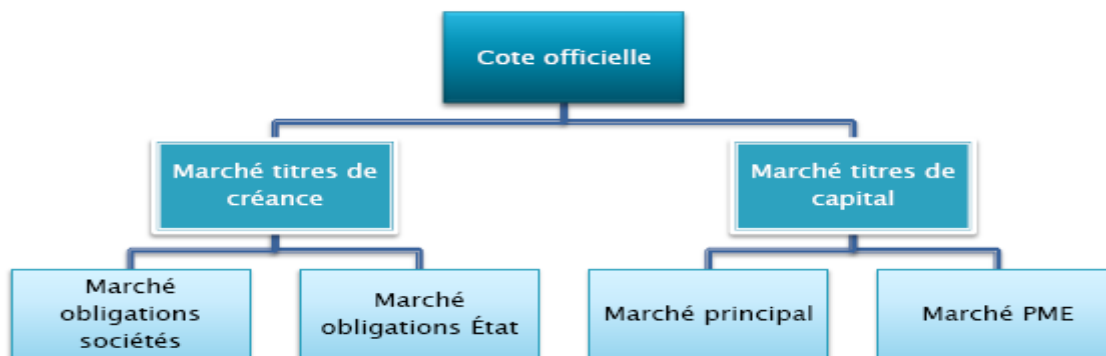 Cote officielle
Marché titres de
créance
Marché titres de
capital
Marché
obligations
sociétés
Marché
obligations État
Marché principal
Marché PME